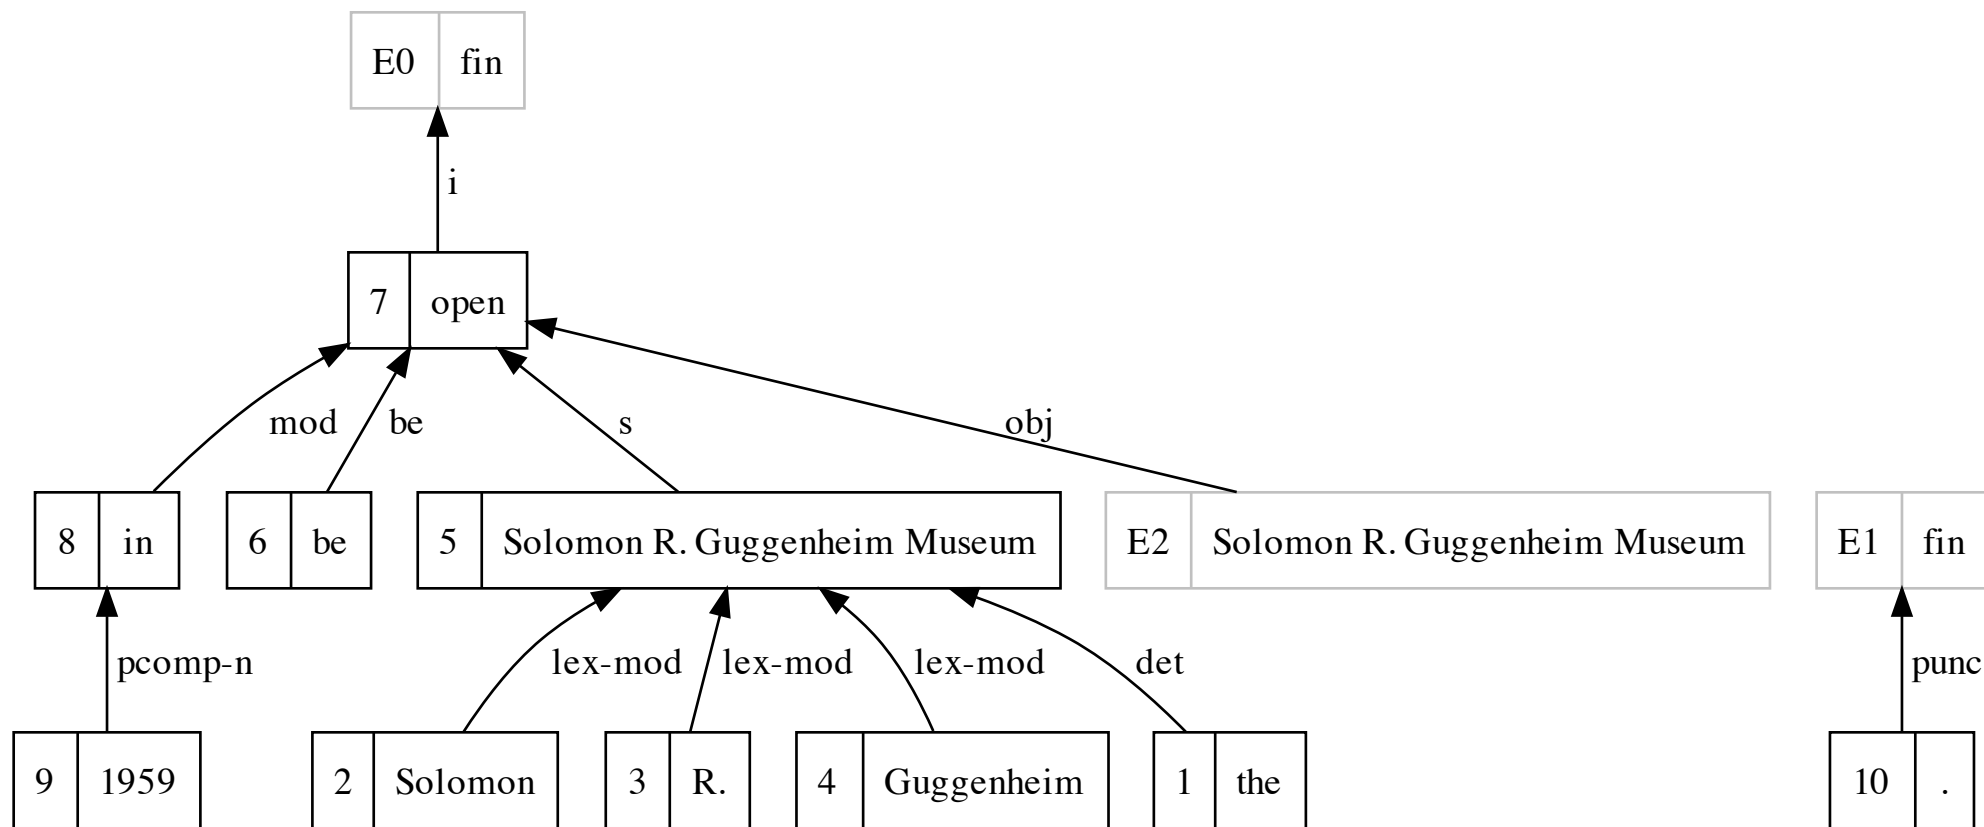 E0 fin
i
7 open
mod be s obj
8 in 6 be 5 Solomon R. Guggenheim Museum E2 Solomon R. Guggenheim Museum E1 fin
pcomp-n lex-mod lex-mod lex-mod det punc
9 1959 2 Solomon 3 R. 4 Guggenheim 1 the 10 .